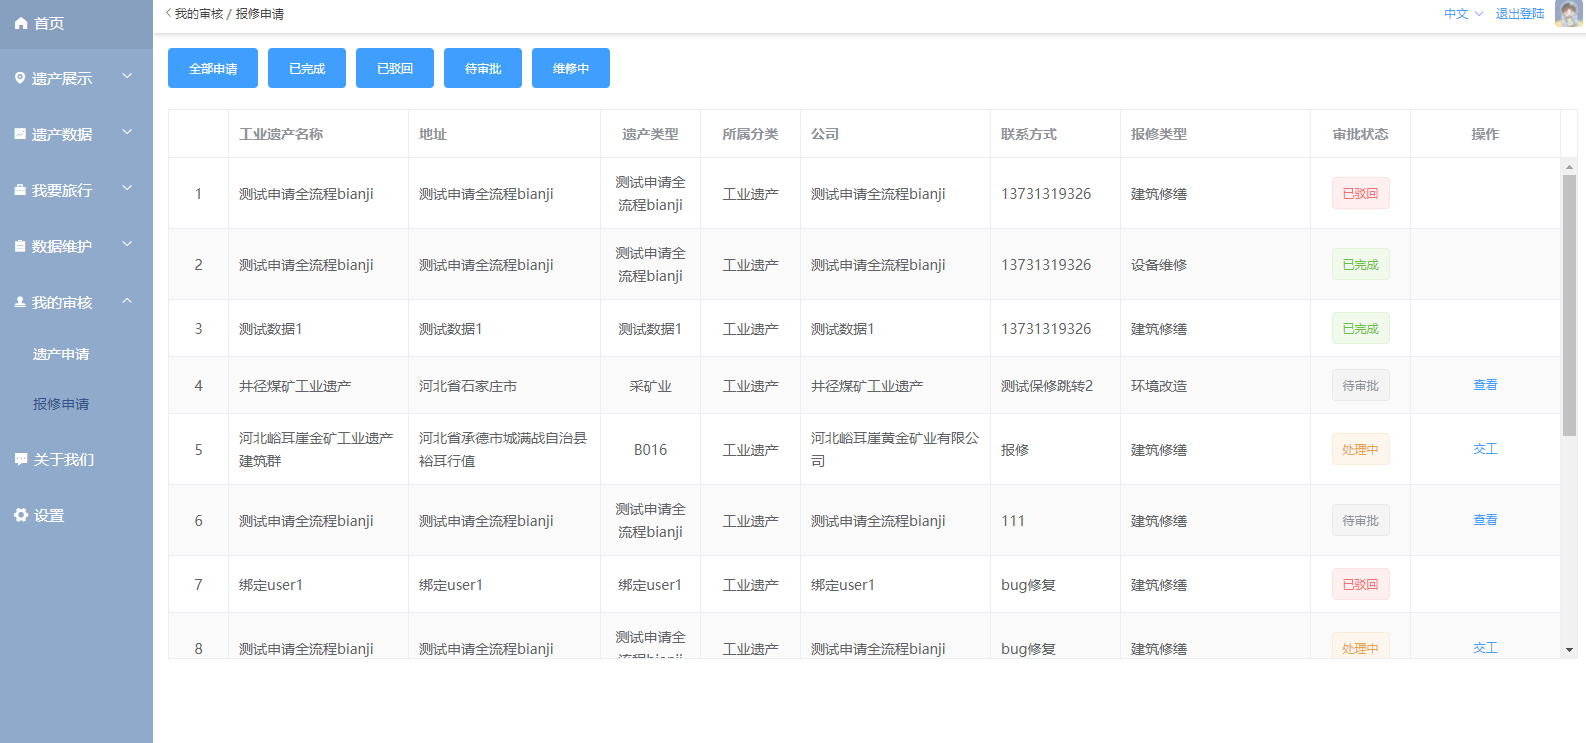 首页
遗产展示
遗产数据
我要旅行
数据维护
我的审核
遗产申请
报修申请
关于我们
设置
我的审核 / 报修申请
中文
退出登陆
全部申请
已完成
已驳回
待审批
维修中
工业遗产名称 地址 遗产类型 所属分类 公司 联系方式 报修类型 审批状态 操作
1 测试申请全流程bianji 测试申请全流程bianji 测试申请全流程bianji 工业遗产 测试申请全流程bianji 13731319326 建筑修缮 已驳回
2 测试申请全流程bianji 测试申请全流程bianji 测试申请全流程bianji 工业遗产 测试申请全流程bianji 13731319326 设备维修 已完成
3 测试数据1 测试数据1 测试数据1 工业遗产 测试数据1 13731319326 建筑修缮 已完成
4 井径煤矿工业遗产 河北省石家庄市 采矿业 工业遗产 井径煤矿工业遗产 测试保修跳转2 环境改造 待审批 查看
5 河北峪耳崖金矿工业遗产建筑群 河北省承德市城满战自治县裕耳行值 B016 工业遗产 河北峪耳崖黄金矿业有限公司 报修 建筑修缮 处理中 交工
6 测试申请全流程bianji 测试申请全流程bianji 测试申请全流程bianji 工业遗产 测试申请全流程bianji 111 建筑修缮 待审批 查看
7 绑定user1 绑定user1 绑定user1 工业遗产 绑定user1 bug修复 建筑修缮 已驳回
8 测试申请全流程bianji 测试申请全流程bianji 测试申请全流程bianji 工业遗产 测试申请全流程bianji bug修复 建筑修缮 处理中 交工